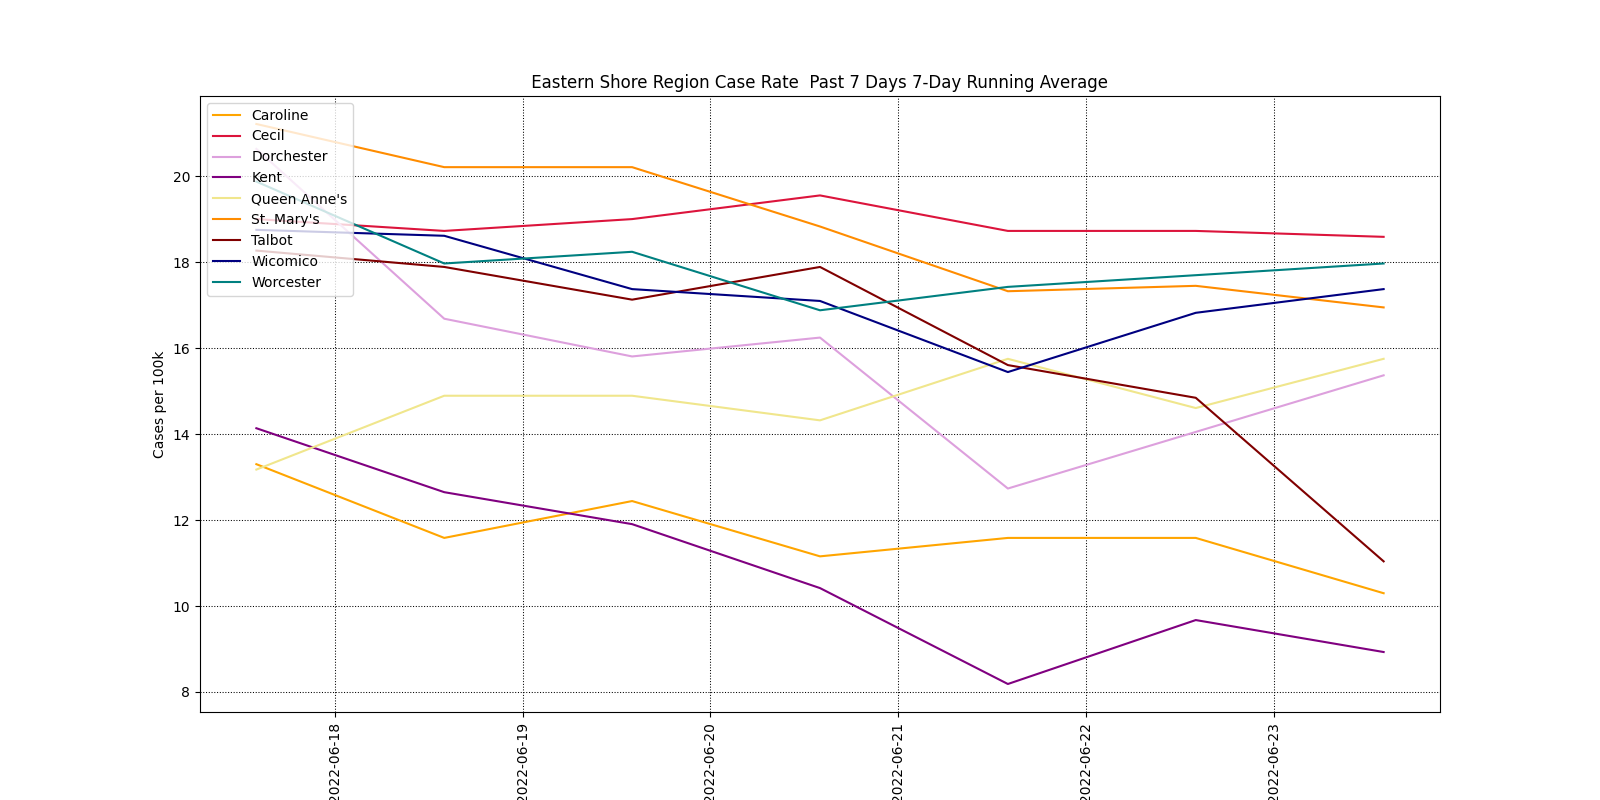 Eastern Shore Region Case Rate  Past 7 Days 7-Day Running Average
Caroline
Cecil
Dorchester
Kent
Queen Anne's
St. Mary's
Talbot
Wicomico
Worcester
Cases per 100k
20
18
16
14
12
10
8
2022-06-18
2022-06-19
2022-06-20
2022-06-21
2022-06-22
2022-06-23